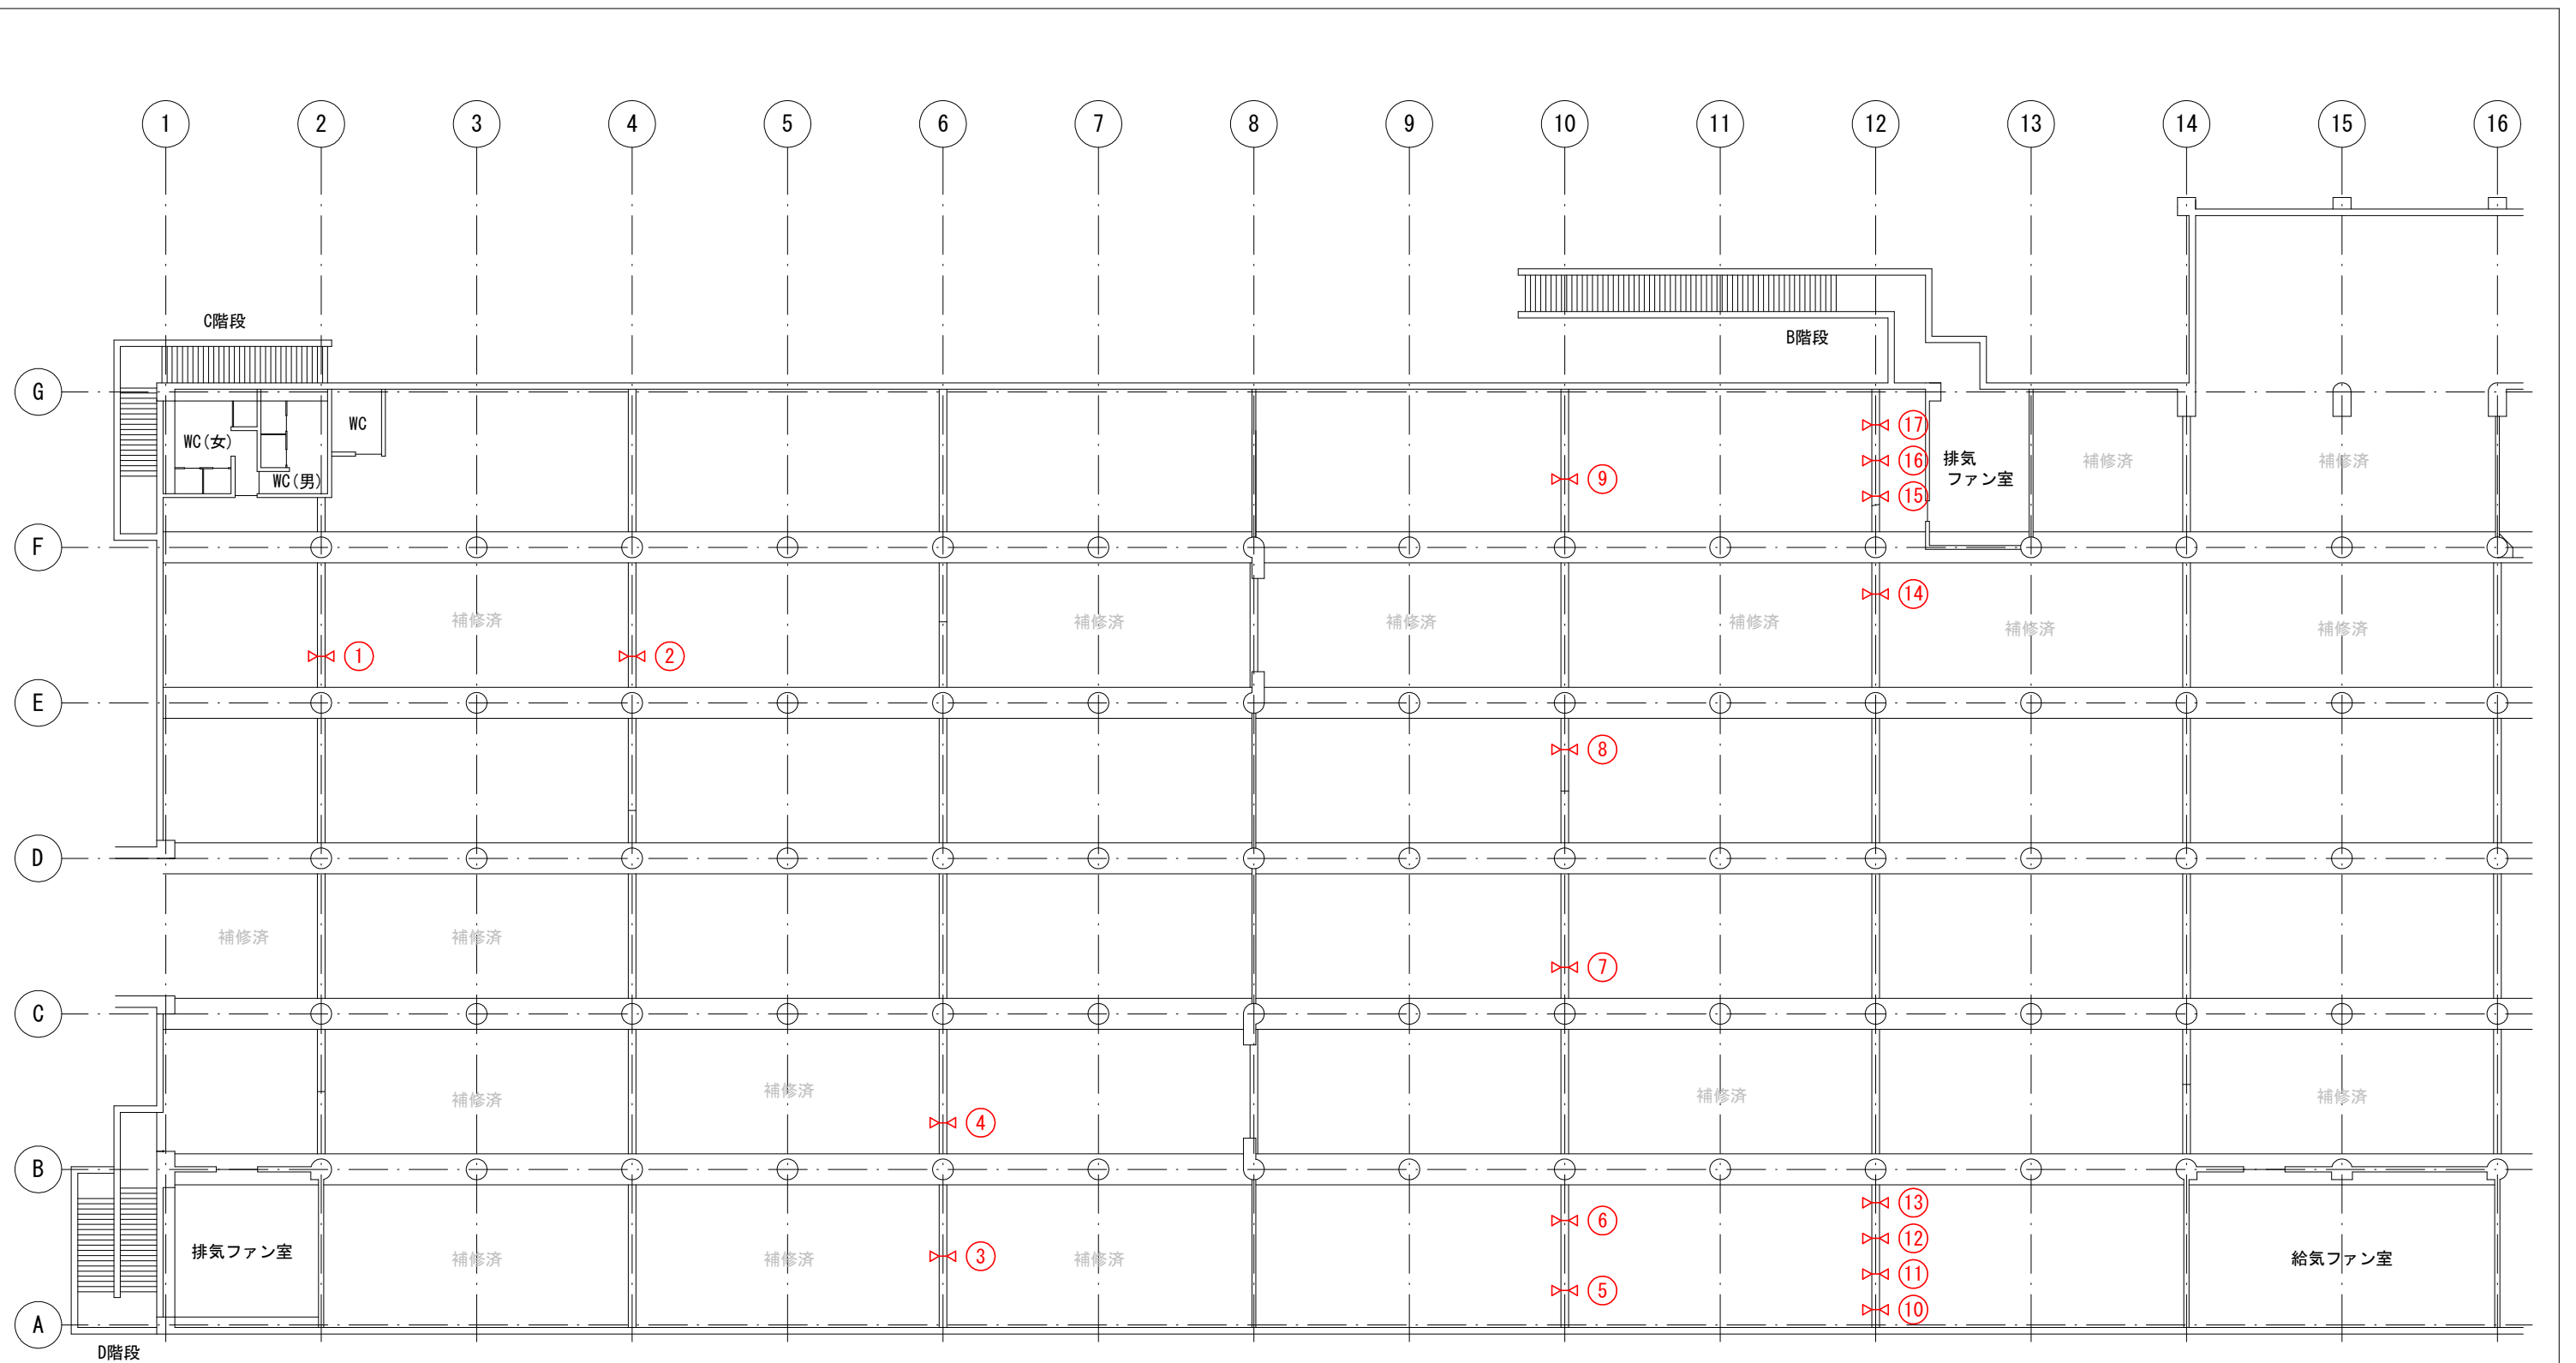 1 2 3 4 5 6 7 8 9 10 11 12 13 14 15 16
C階段
B階段
G
WC(女)
WC
WC(男)
⑰
⑯
⑮
⑨
排気
ファン室
補修済 補修済
F
補修済 補修済 補修済 補修済 補修済 補修済
⑭
① ②
E
⑧
D
補修済 補修済
⑦
C
補修済 補修済 補修済 補修済
④
B
⑬
⑥
⑫
排気ファン室 補修済 補修済 ③ 補修済 給気ファン室
⑪
⑤
⑩
A
D階段